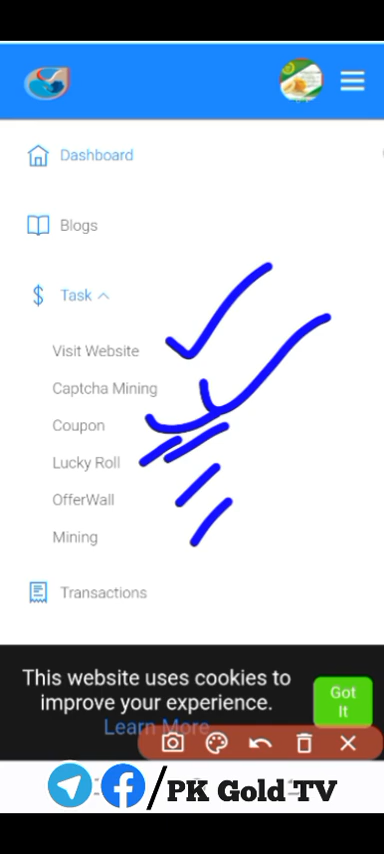 Dashboard
Blogs
Task
Visit Website
Captcha Mining
Coupon
Lucky Roll
OfferWall
Mining
Transactions
This website uses cookies to
improve your experience.
Learn More
Got
It
/PK Gold TV